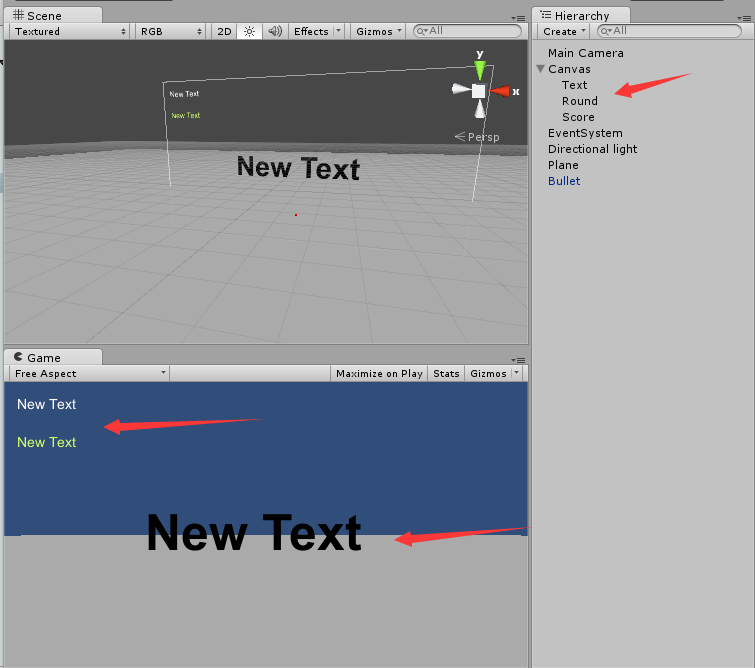 Scene
Textured RGB 2D Effects Gizmos All
y
x
Persp
New Text
New Text
New Text
Game
Free Aspect Maximize on Play Stats Gizmos
New Text
New Text
New Text
Hierarchy
Create All
Main Camera
Canvas
Text
Round
Score
EventSystem
Directional light
Plane
Bullet